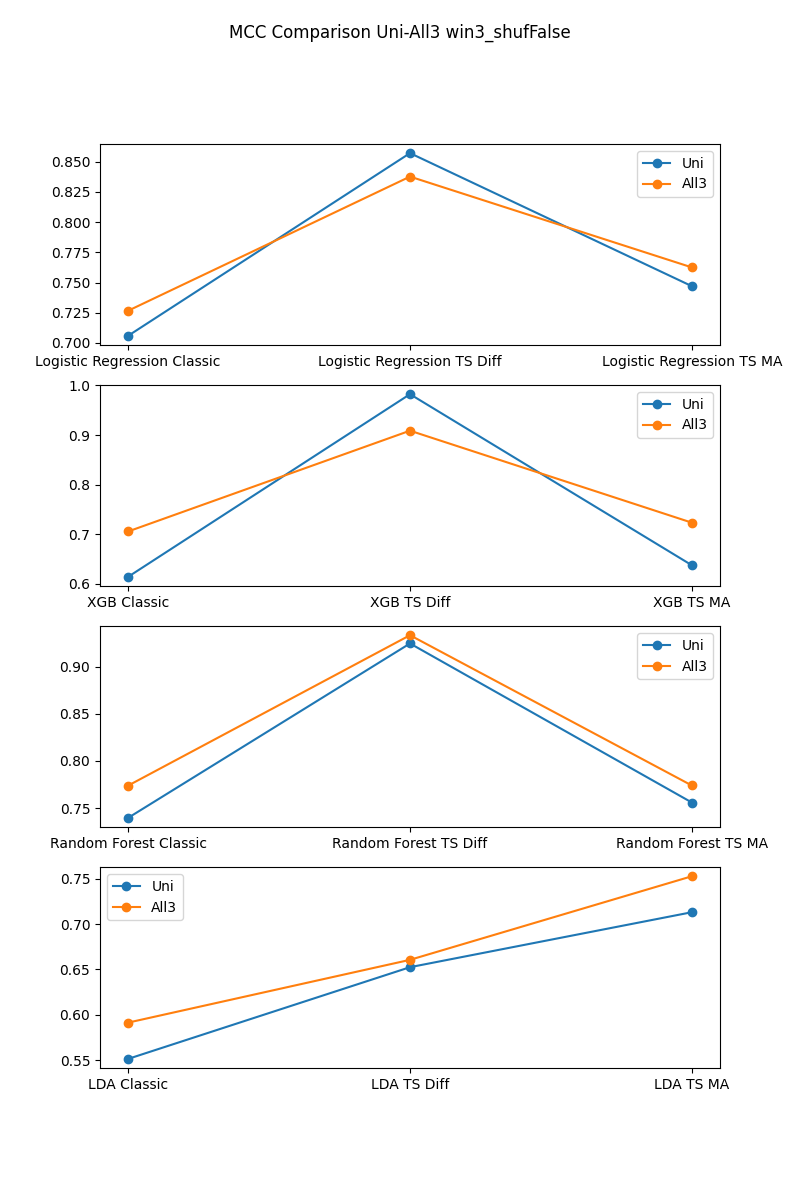 MCC Comparison Uni-All3 win3_shufFalse
0.850
0.825
0.800
0.775
0.750
0.725
0.700
Uni
All3
Logistic Regression Classic
Logistic Regression TS Diff
Logistic Regression TS MA
1.0
0.9
0.8
0.7
0.6
Uni
All3
XGB Classic
XGB TS Diff
XGB TS MA
0.90
0.85
0.80
0.75
Uni
All3
Random Forest Classic
Random Forest TS Diff
Random Forest TS MA
0.75
0.70
0.65
0.60
0.55
Uni
All3
LDA Classic
LDA TS Diff
LDA TS MA